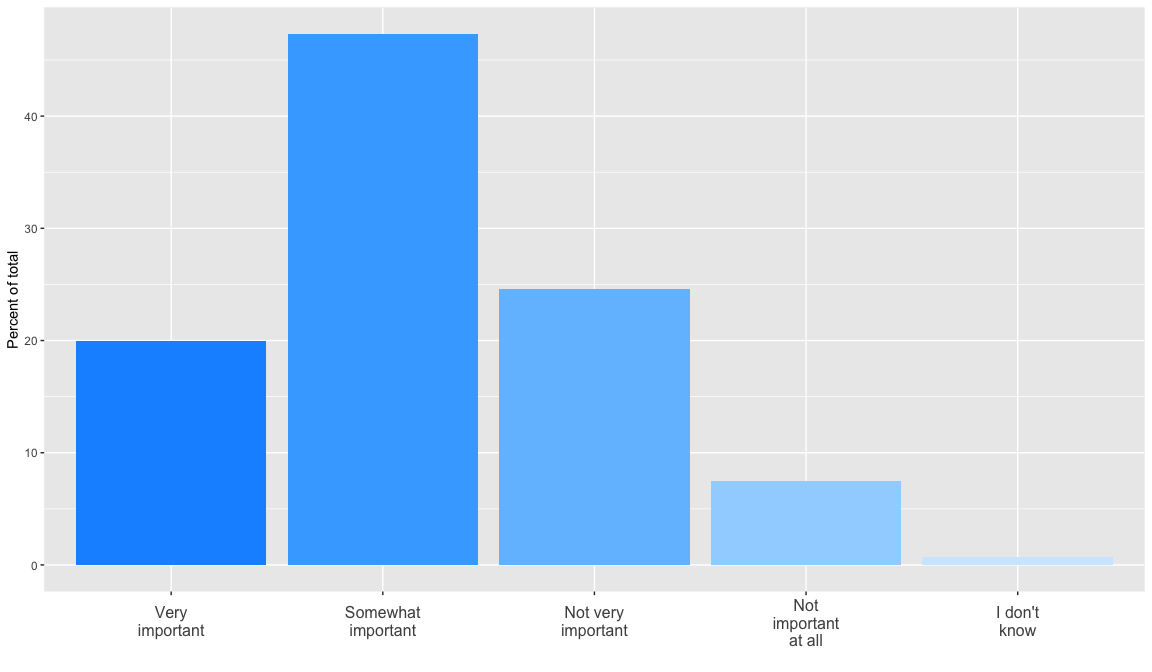 Percent of total
40
30
20
10
0
Very
important
Somewhat
important
Not very
important
Not
important
at all
I don't
know